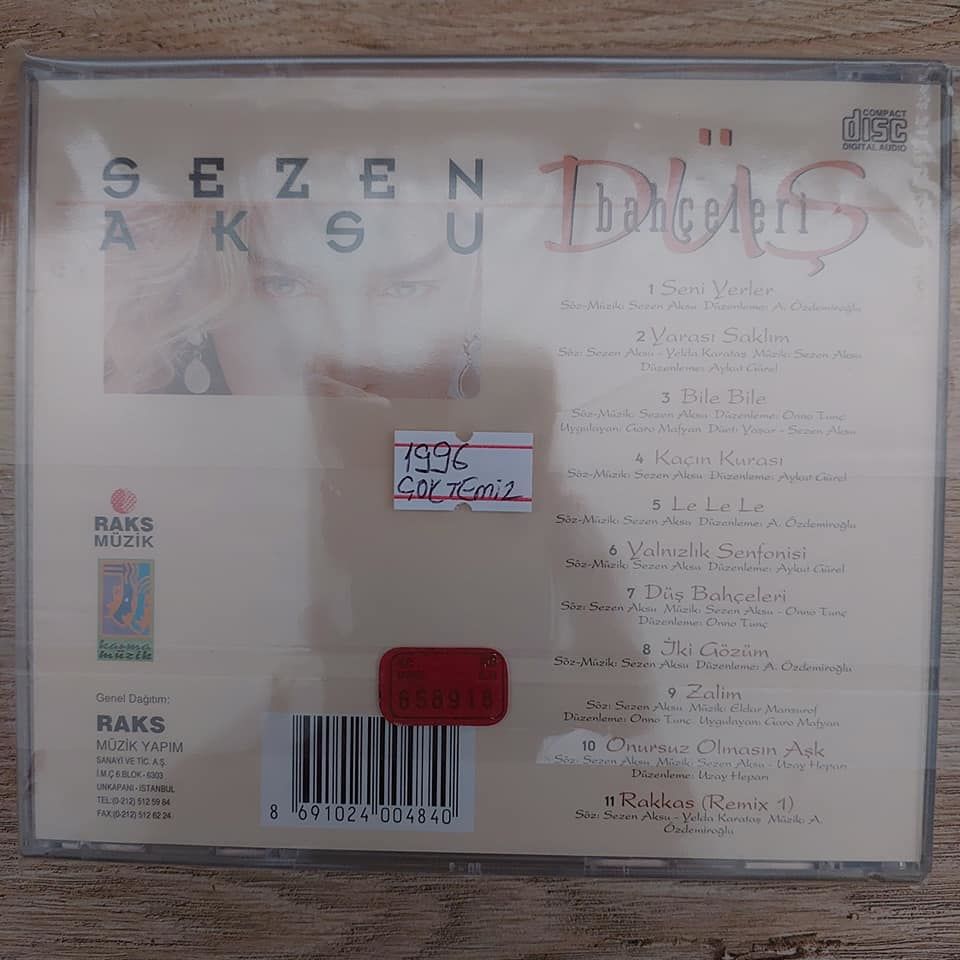 SEZEN
AKSU
DÜŞ
bahçeleri
COMPACT
disc
DIGITAL AUDIO
1 Seni Yerler
Söz-Müzik: Sezen Aksu Düzenleme: A. Özdemiroğlu
2 Yarası Saklım
Söz: Sezen Aksu - Yelda Karataş Müzik: Sezen Aksu
Düzenleme: Aykut Gürel
3 Bile Bile
Söz-Müzik: Sezen Aksu Düzenleme: Onno Tunç
Uygulayan: Garo Mafyan Düet: Yaşar - Sezen Aksu
4 Kaçın Kurası
Söz-Müzik: Sezen Aksu Düzenleme: Aykut Gürel
5 Le Le Le
Söz-Müzik: Sezen Aksu Düzenleme: A. Özdemiroğlu
6 Yalnızlık Senfonisi
Söz-Müzik: Sezen Aksu Düzenleme: Aykut Gürel
7 Düş Bahçeleri
Söz: Sezen Aksu Müzik: Sezen Aksu - Onno Tunç
Düzenleme: Onno Tunç
8 İki Gözüm
Söz-Müzik: Sezen Aksu Düzenleme: A. Özdemiroğlu
9 Zalim
Söz: Sezen Aksu Müzik: Eldar Mansurof
Düzenleme: Onno Tunç Uygulayan: Garo Mafyan
10 Onursuz Olmasın Aşk
Söz: Sezen Aksu Müzik: Sezen Aksu - Uzay Heparı
Düzenleme: Uzay Heparı
11 Rakkas (Remix 1)
Söz: Sezen Aksu - Yelda Karataş Müzik: A.
Özdemiroğlu
1996
ÇOK TEMİZ
RAKS
MÜZİK
karma
müzik
Genel Dağıtım:
RAKS
MÜZİK YAPIM
SANAYİ VE TİC. A.Ş.
İ.M.Ç 6.BLOK - 6303
UNKAPANI - İSTANBUL
TEL:(0-212) 512 59 84
FAX:(0-212) 512 62 24
858918
8 691024 004840